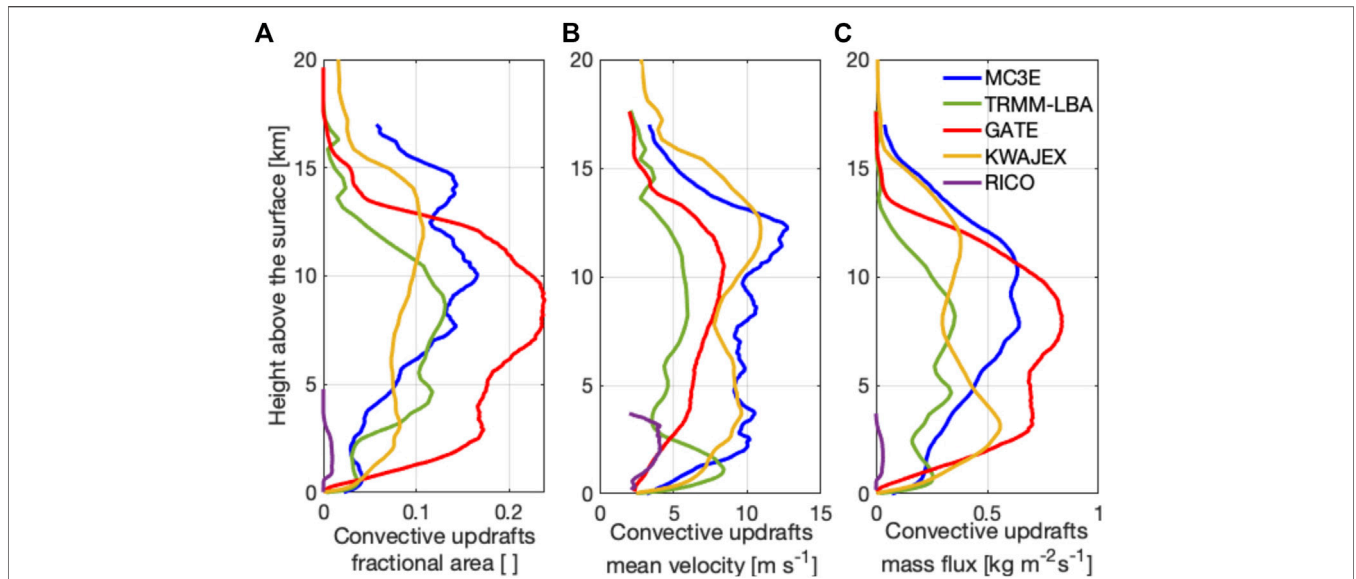 A
B
C
20
15
10
5
0
Height above the surface [km]
0
0.1
0.2
Convective updrafts
fractional area [ ]
20
15
10
5
0
0
5
10
15
Convective updrafts
mean velocity [m s⁻¹]
20
15
10
5
0
0
0.5
1
Convective updrafts
mass flux [kg m⁻²s⁻¹]
MC3E
TRMM-LBA
GATE
KWAJEX
RICO